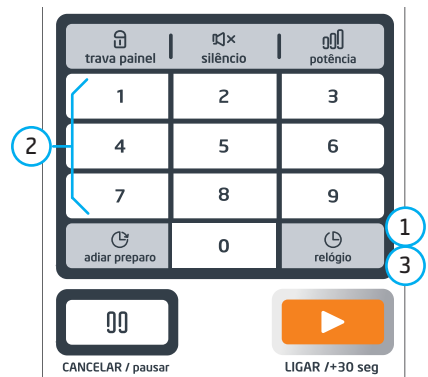 trava painel silêncio potência
1 2 3
2 4 5 6
7 8 9
1
adiar preparo 0 relógio
3
CANCELAR / pausar LIGAR /+30 seg